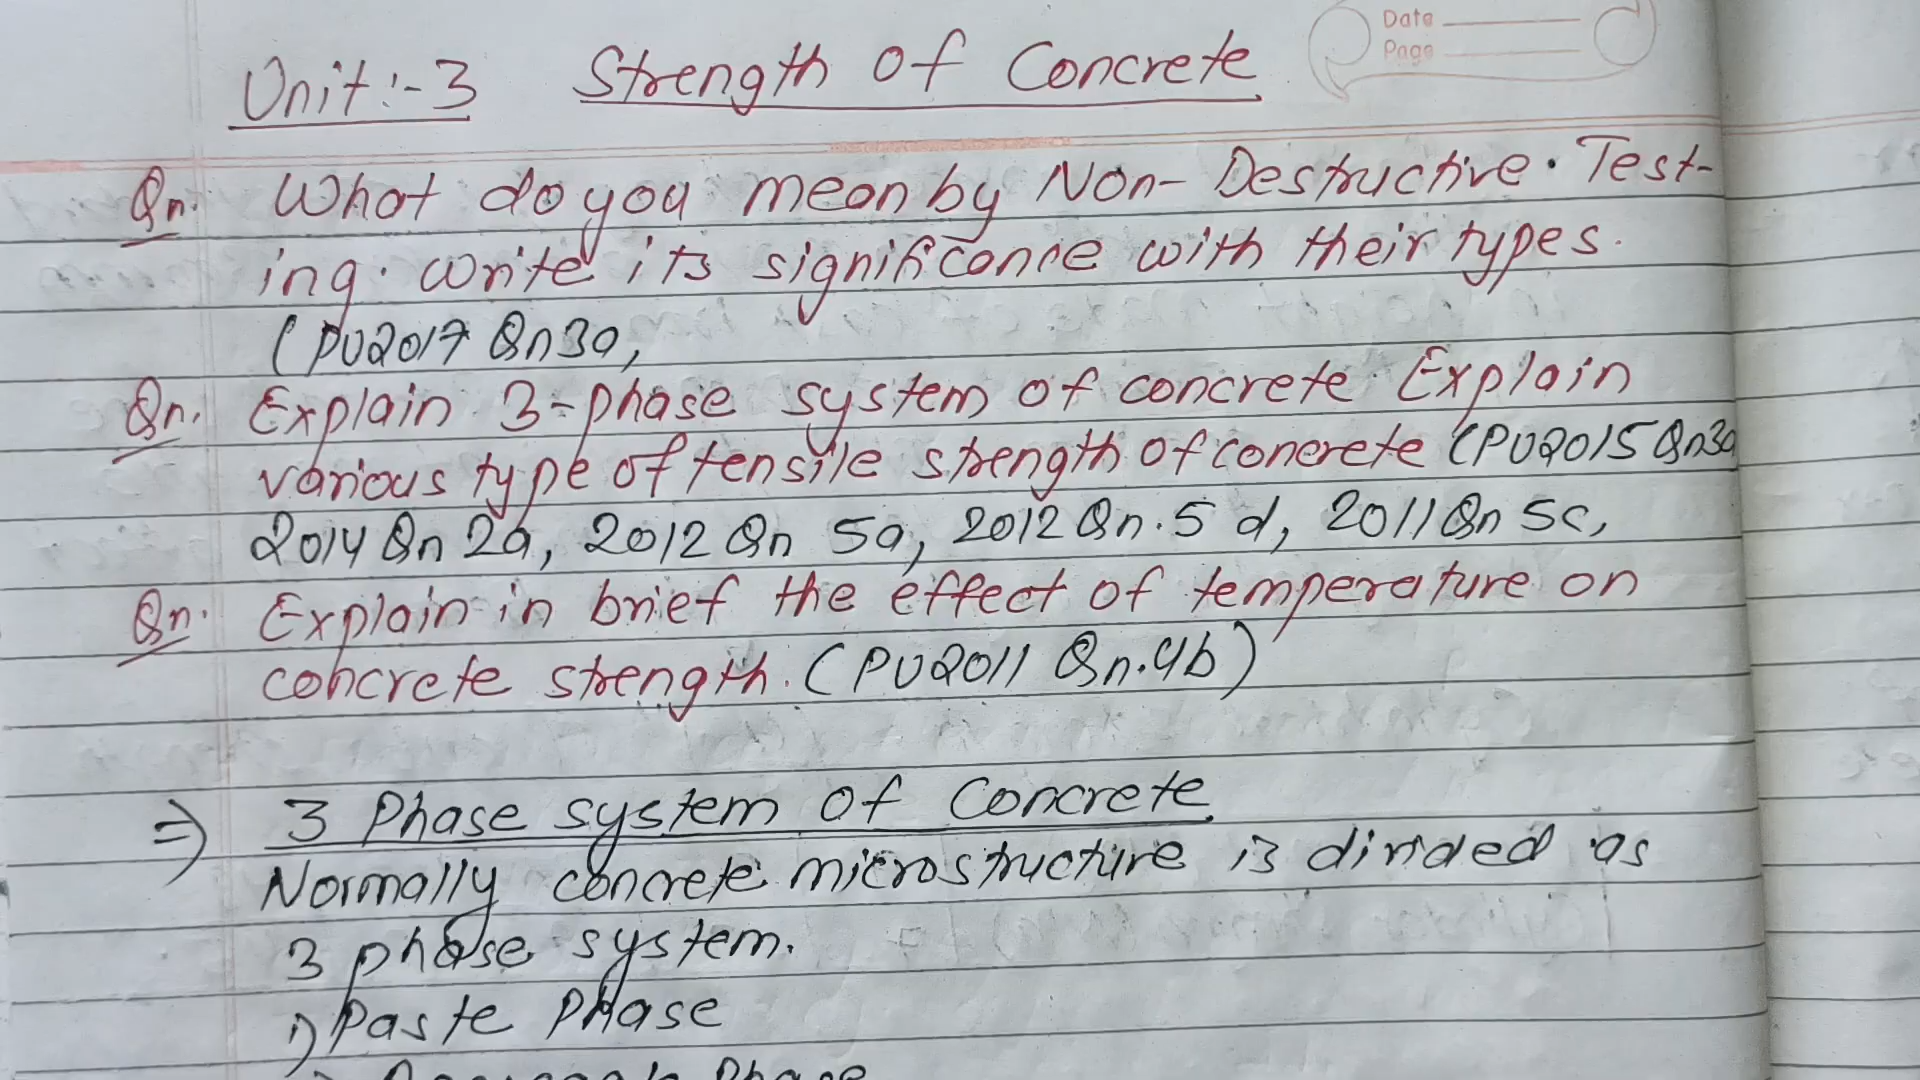 Date
Page
Unit:-3 Strength Of Concrete
Qn. What do you mean by Non-Destructive. Test-
ing. write its significance with their types.
(PU2017 Qn3a,
Qn. Explain 3-phase system of concrete Explain
various type of tensile strength of concrete (PU2015 Qn3a
2014 Qn 2a, 2012 Qn 5a, 2012 Qn.5 d, 2011 Qn 5c,
Qn. Explain in brief the effect of temperature on
concrete strength. (PU2011 Qn.4b)
=) 3 Phase system of Concrete
Normally concrete microstructure is divided as
3 phase system.
1) Paste Phase
Phase